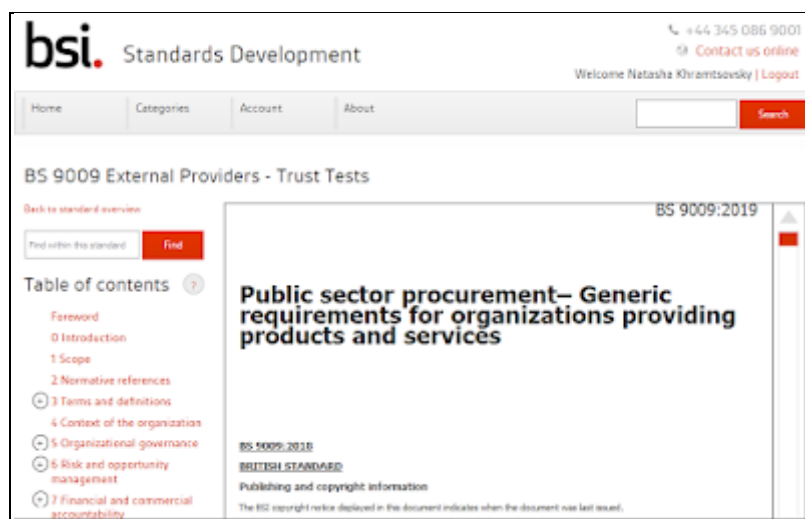 bsi. Standards Development
+44 345 086 9001
Contact us online
Welcome Natasha Khramtsovsky | Logout
Home Categories Account About
Search
BS 9009 External Providers - Trust Tests
Back to standard overview
Find within this standard Find
Table of contents ?
Foreword
0 Introduction
1 Scope
2 Normative references
3 Terms and definitions
4 Context of the organization
5 Organizational governance
6 Risk and opportunity
management
7 Financial and commercial
accountability
BS 9009:2019
Public sector procurement– Generic
requirements for organizations providing
products and services
BS 9009:2018
BRITISH STANDARD
Publishing and copyright information
The BSI copyright notice displayed in this document indicates when the document was last issued.